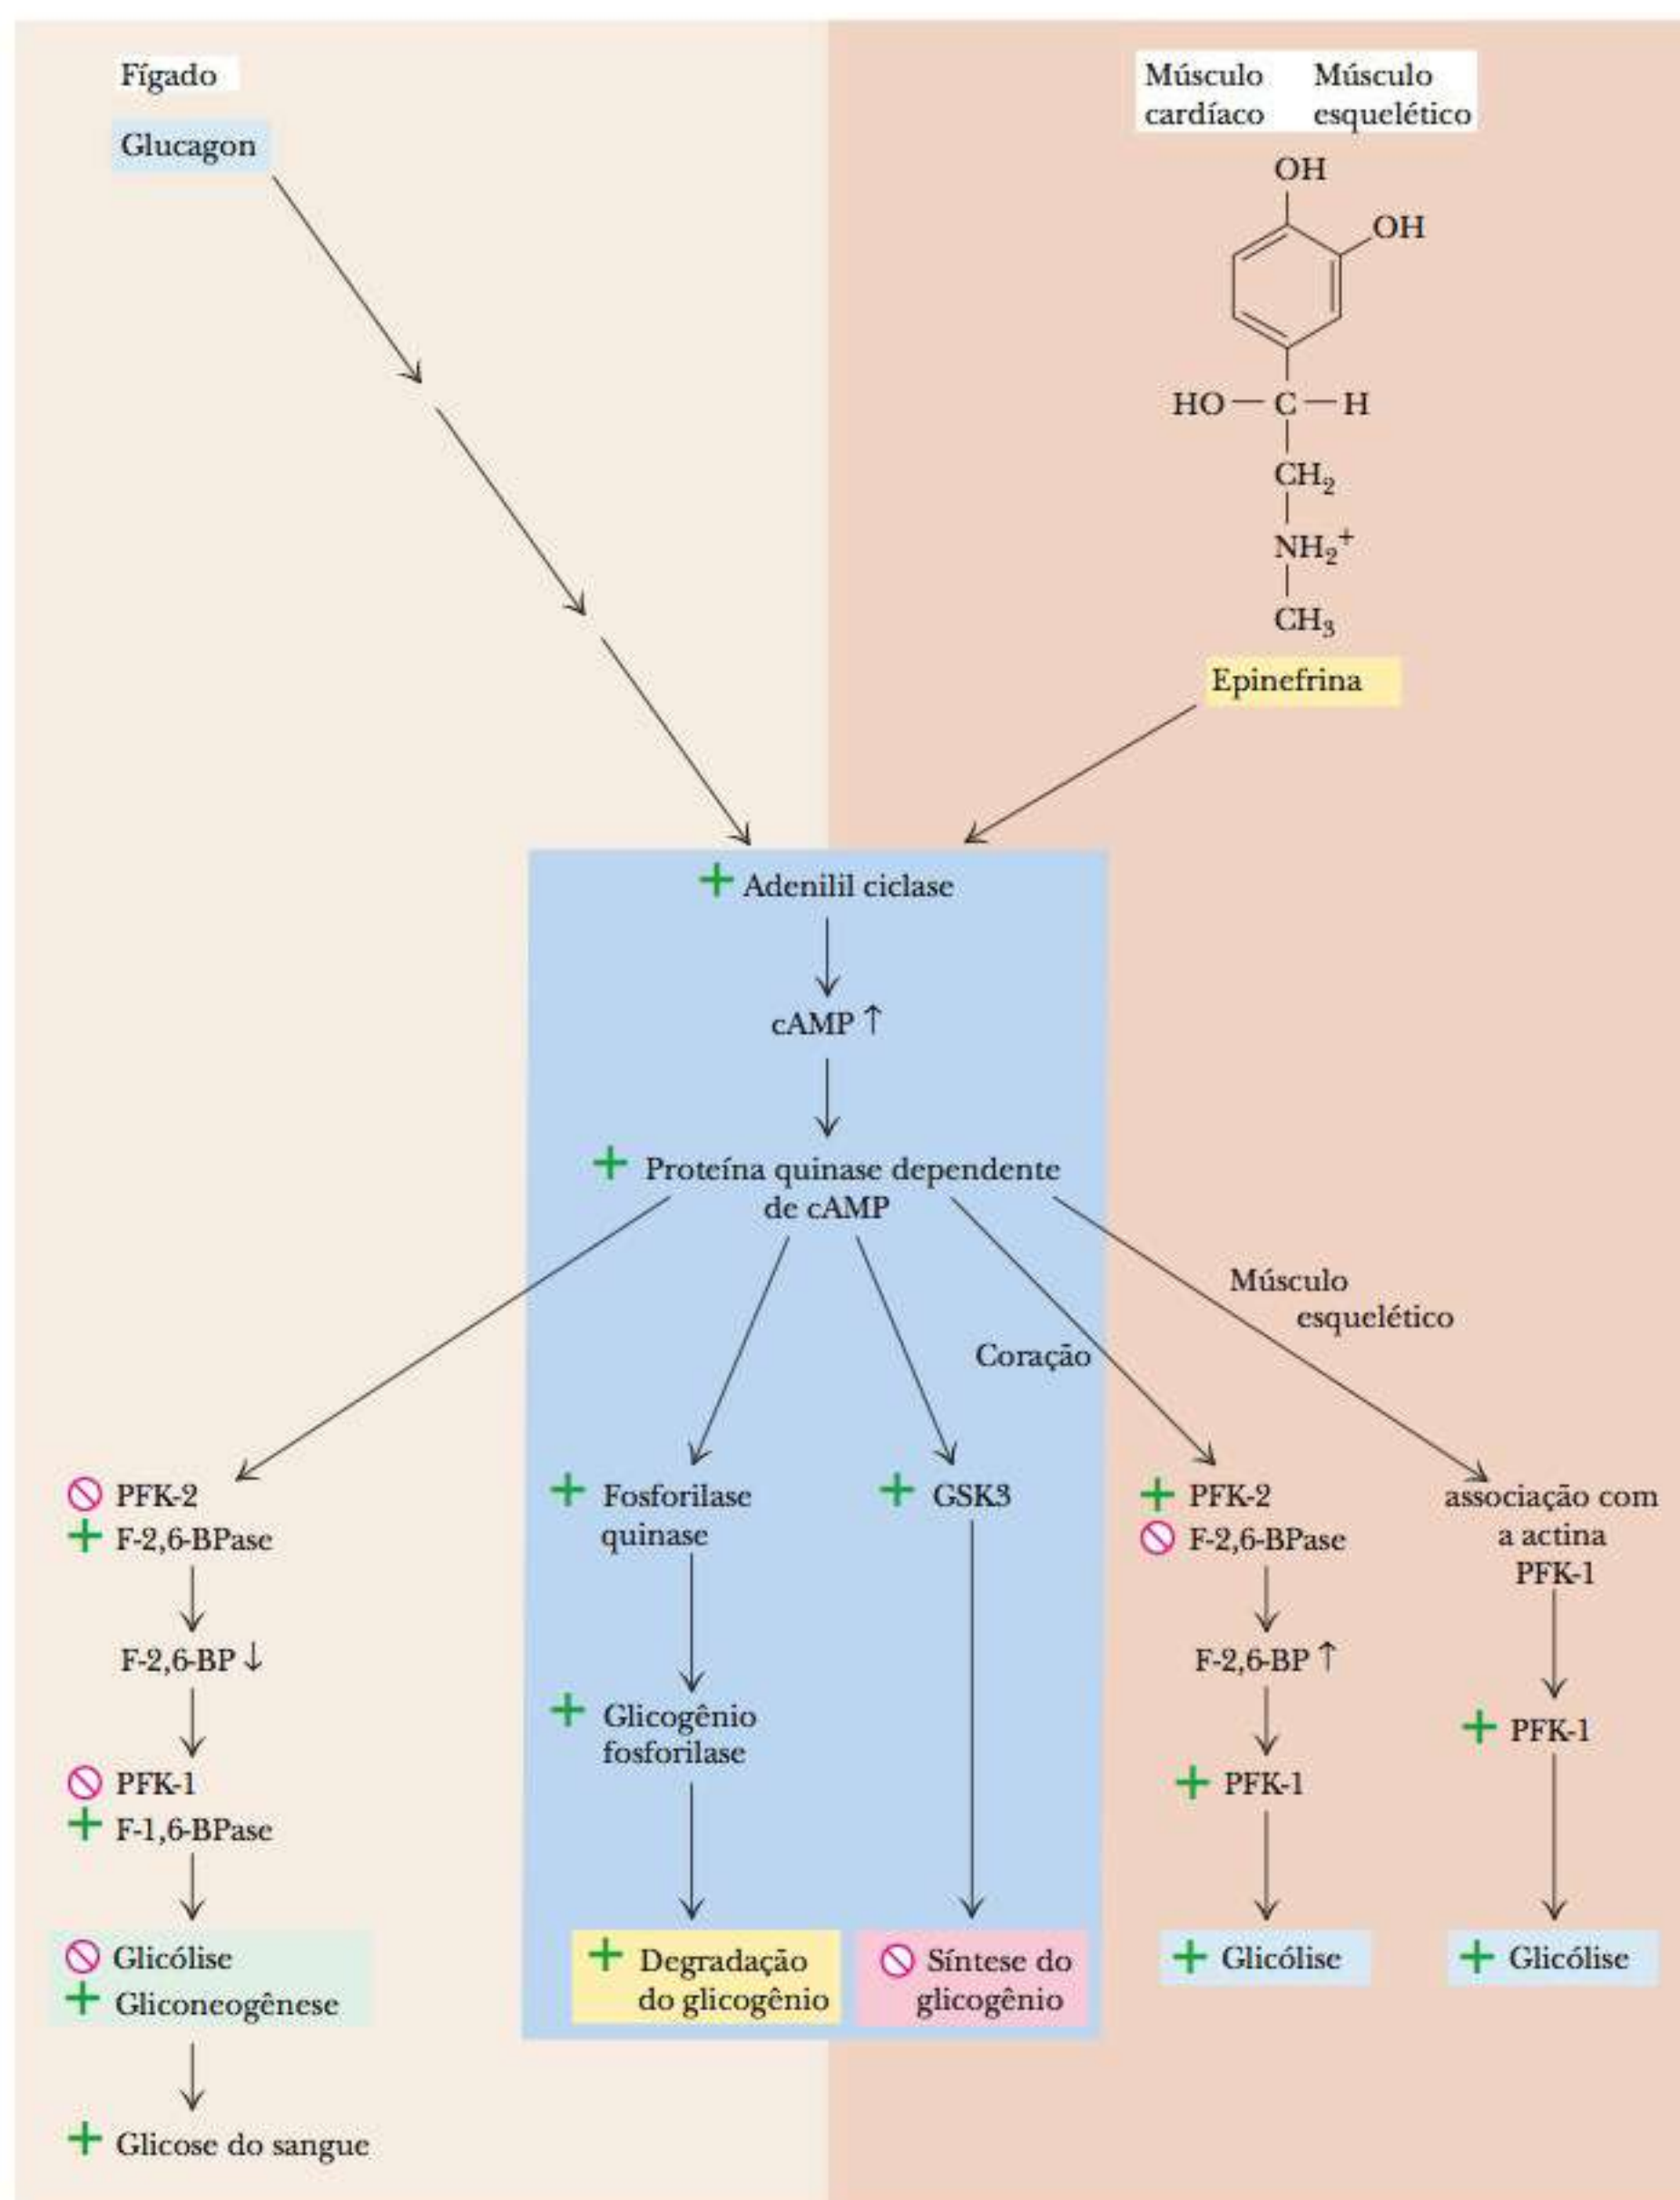 Fígado
Glucagon
Músculo cardíaco
Músculo esquelético
OH
OH
HO — C — H
CH2
NH2+
CH3
Epinefrina
+ Adenilil ciclase
cAMP ↑
+ Proteína quinase dependente
de cAMP
Músculo
esquelético
Coração
PFK-2
+ F-2,6-BPase
F-2,6-BP ↓
PFK-1
+ F-1,6-BPase
Glicólise
+ Gliconeogênese
+ Glicose do sangue
+ Fosforilase
quinase
+ Glicogênio
fosforilase
+ Degradação
do glicogênio
+ GSK3
Síntese do
glicogênio
+ PFK-2
F-2,6-BPase
F-2,6-BP ↑
+ PFK-1
+ Glicólise
associação com
a actina
PFK-1
+ PFK-1
+ Glicólise